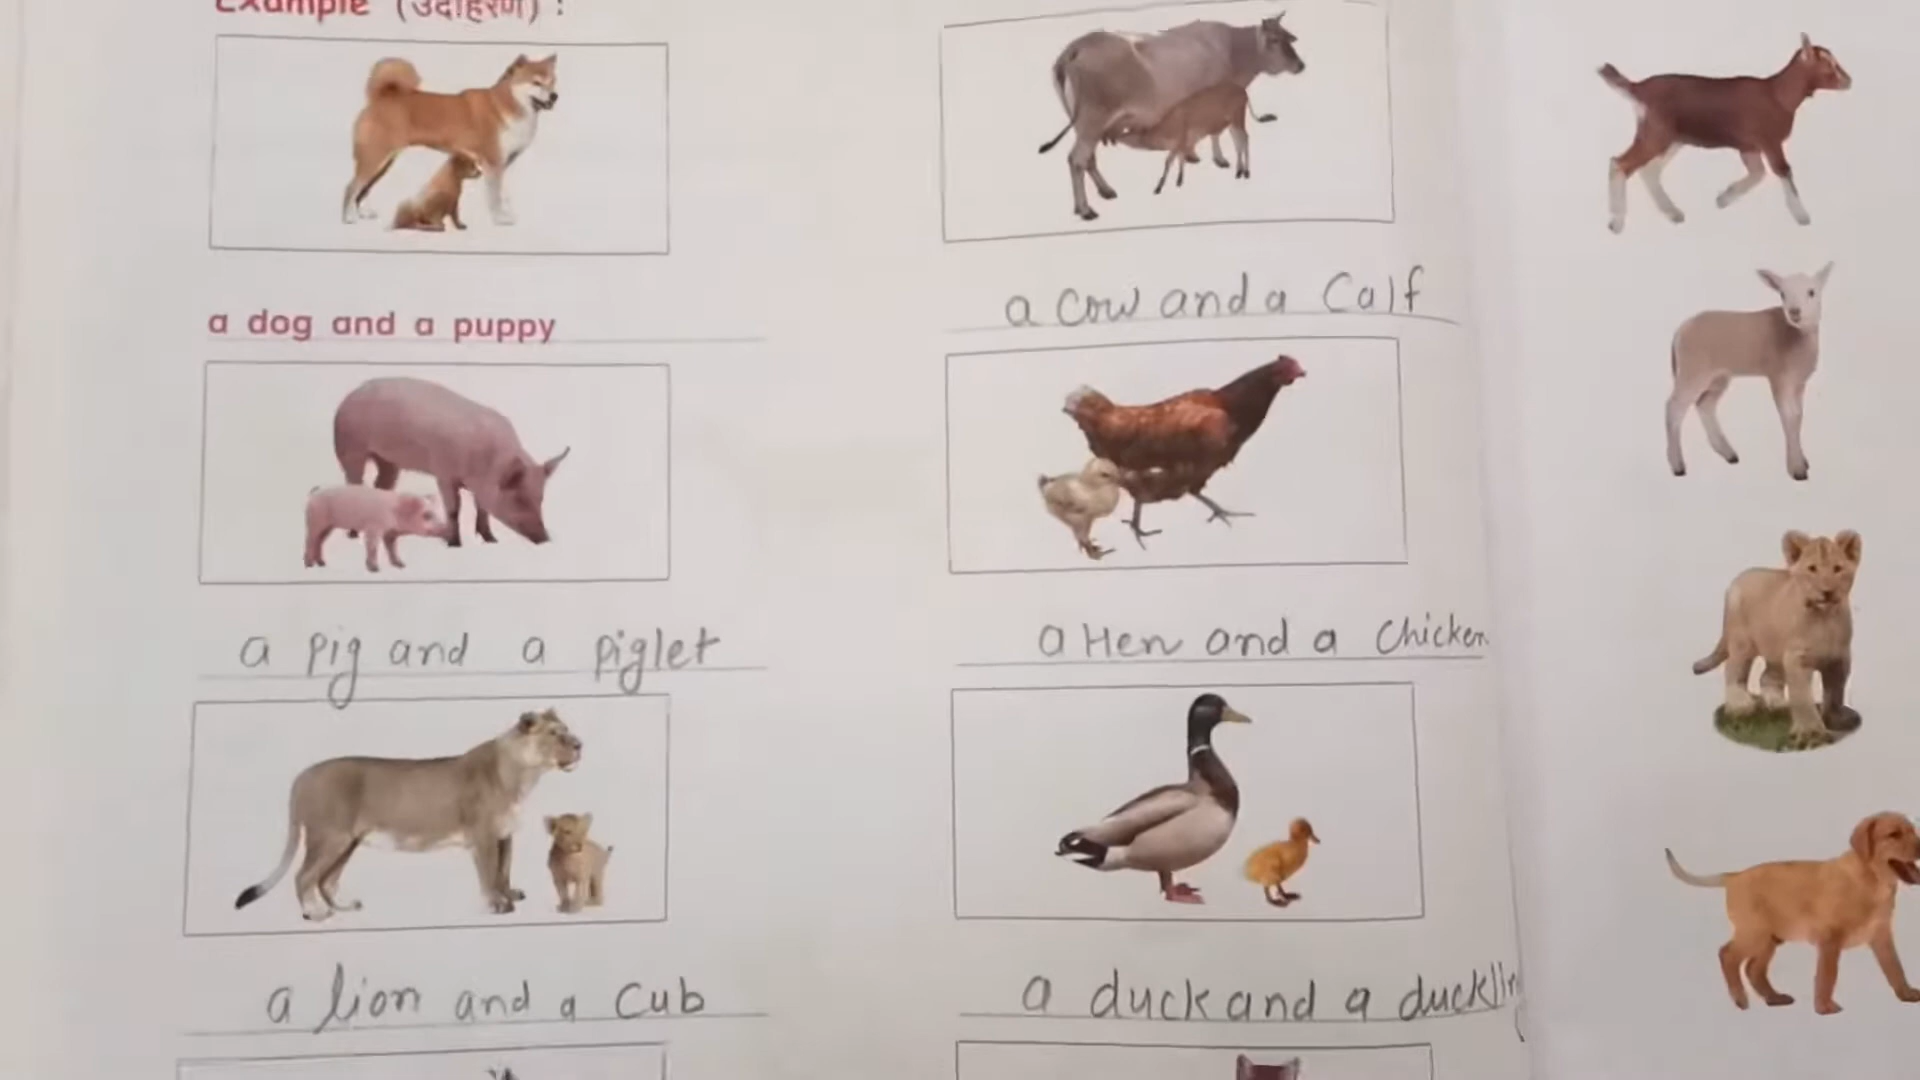 Example (उदाहरण) :
a dog and a puppy
a cow and a Calf
a pig and a piglet
a Hen and a Chicken
a lion and a Cub
a duck and a duckling